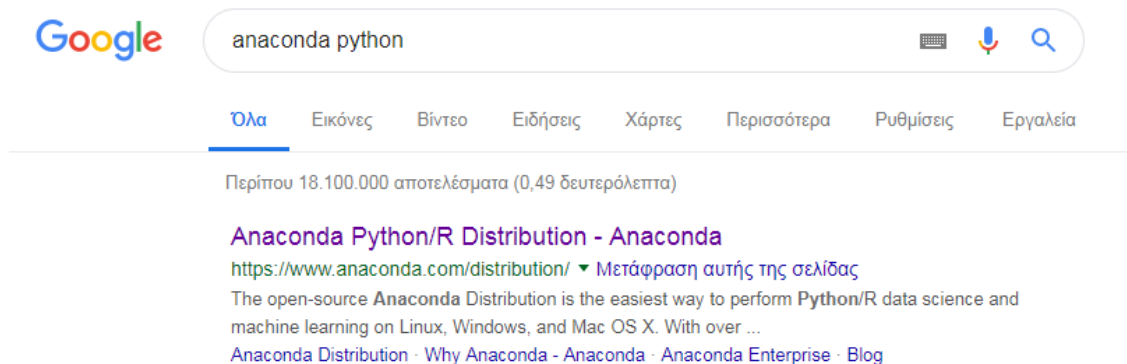 Google anaconda python
Όλα Εικόνες Βίντεο Ειδήσεις Χάρτες Περισσότερα Ρυθμίσεις Εργαλεία
Περίπου 18.100.000 αποτελέσματα (0,49 δευτερόλεπτα)
Anaconda Python/R Distribution - Anaconda
https://www.anaconda.com/distribution/ ▾ Μετάφραση αυτής της σελίδας
The open-source Anaconda Distribution is the easiest way to perform Python/R data science and
machine learning on Linux, Windows, and Mac OS X. With over ...
Anaconda Distribution · Why Anaconda - Anaconda · Anaconda Enterprise · Blog